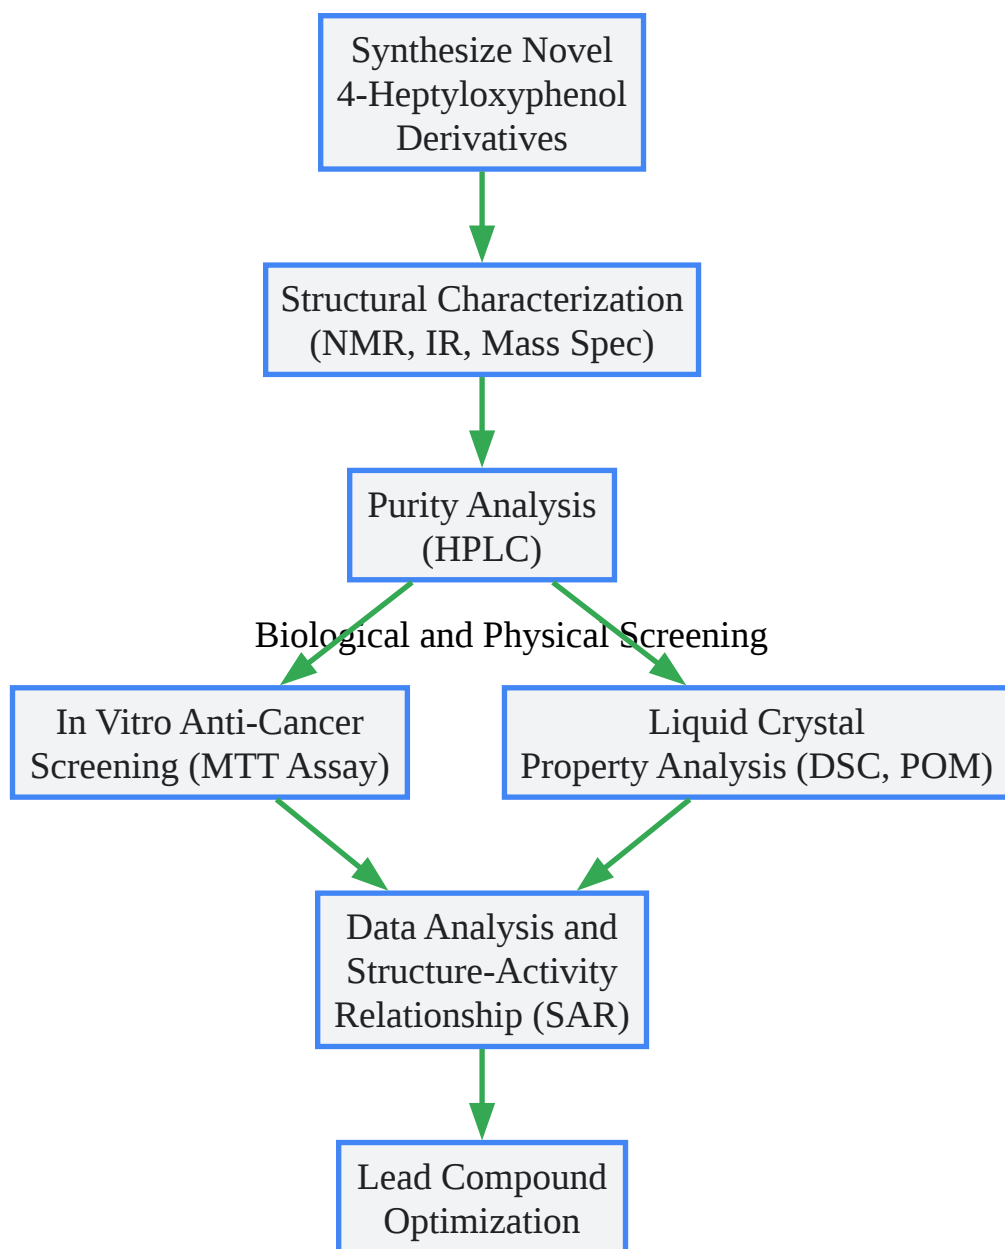 Synthesize Novel
4-Heptyloxyphenol
Derivatives
Structural Characterization
(NMR, IR, Mass Spec)
Purity Analysis
(HPLC)
Biological and Physical Screening
In Vitro Anti-Cancer
Screening (MTT Assay)
Liquid Crystal
Property Analysis (DSC, POM)
Data Analysis and
Structure-Activity
Relationship (SAR)
Lead Compound
Optimization